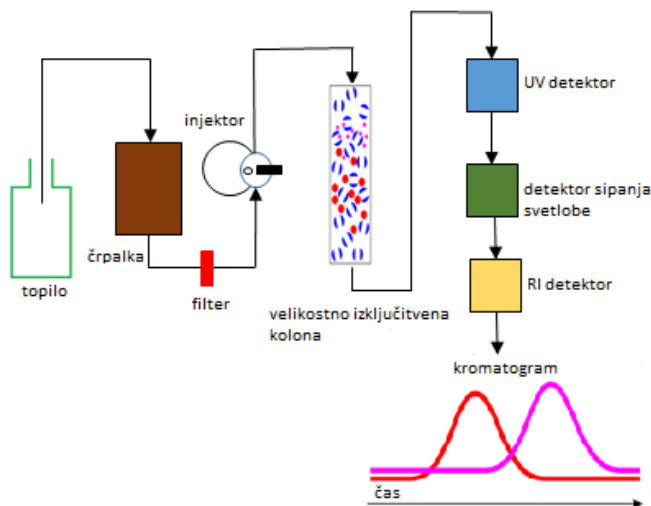 injektor
UV detektor
detektor sipanja
svetlobe
črpalka
topilo
filter
velikostno izključitvena
kolona
RI detektor
kromatogram
čas